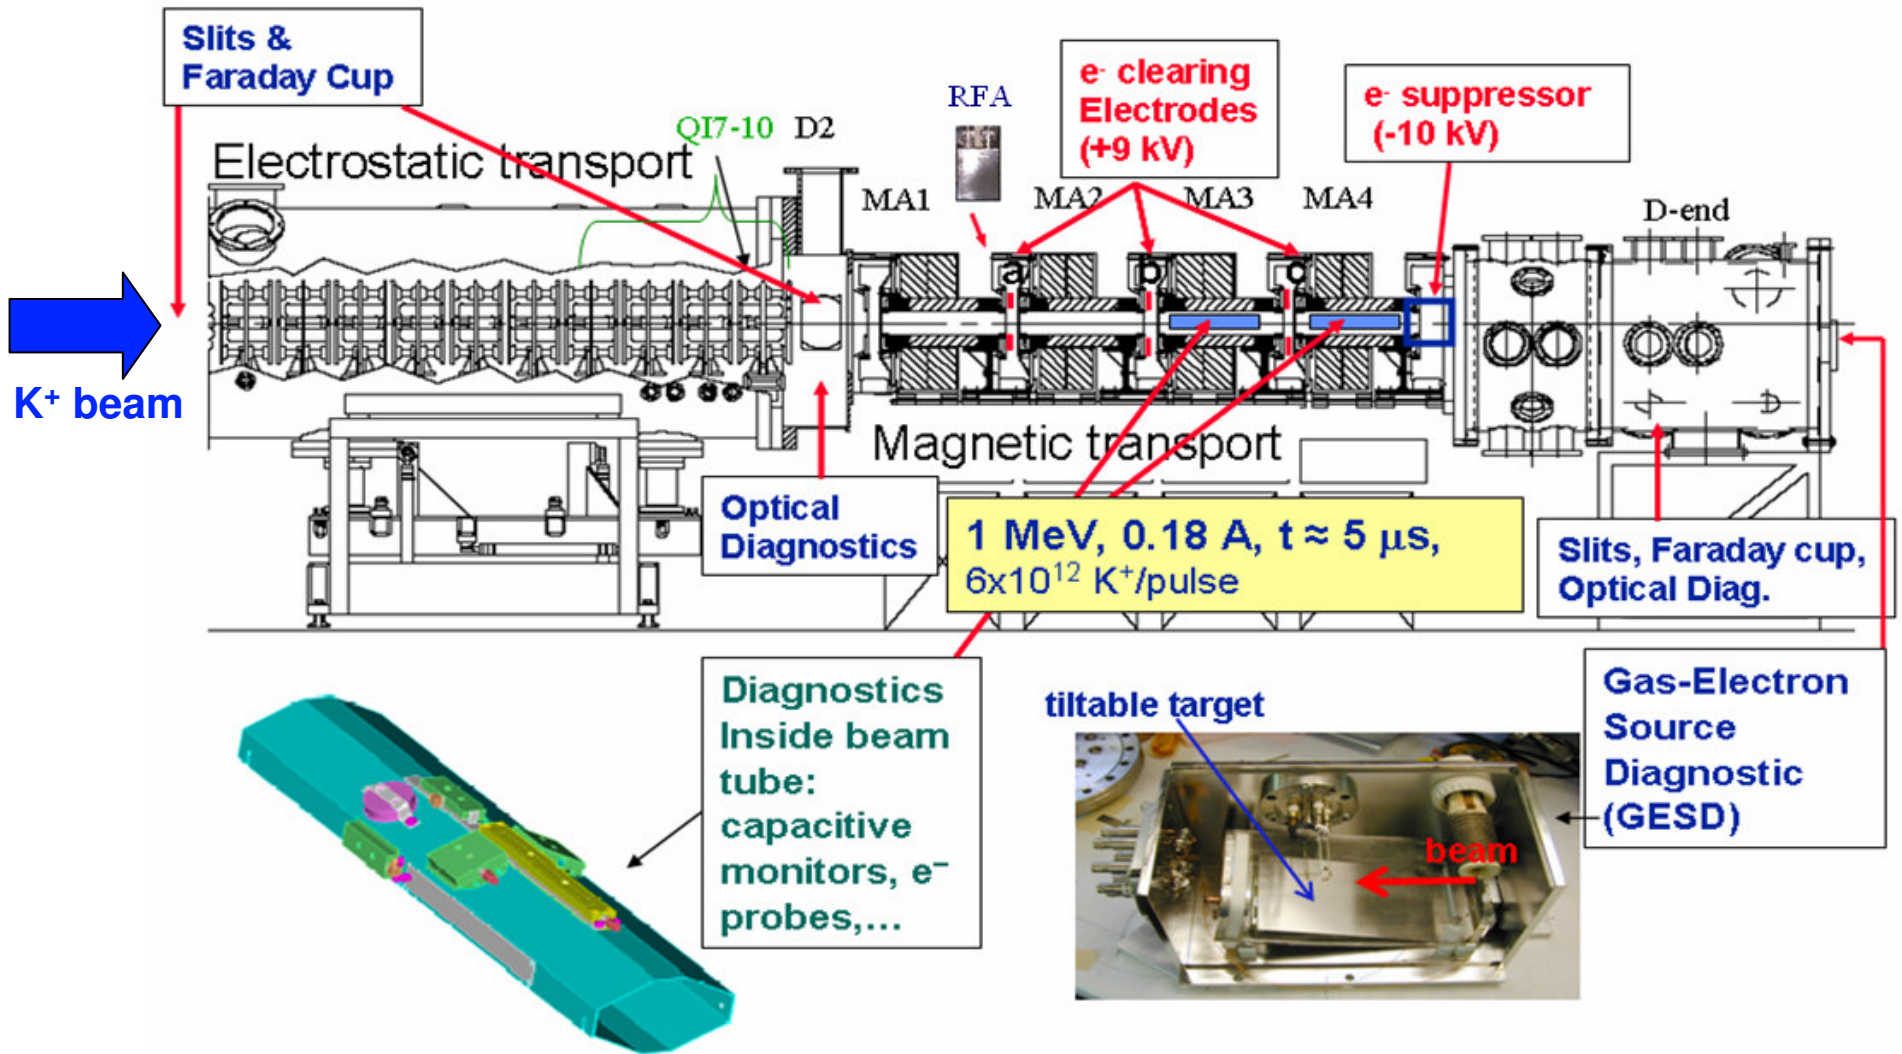 Slits &
Faraday Cup
RFA
e- clearing
Electrodes
(+9 kV)
e- suppressor
(-10 kV)
QI7-10
D2
Electrostatic transport
MA1
MA2
MA3
MA4
D-end
a
b
c
K⁺ beam
Magnetic transport
Optical
Diagnostics
1 MeV, 0.18 A, t ≈ 5 µs,
6x10¹² K⁺/pulse
Slits, Faraday cup,
Optical Diag.
Diagnostics
Inside beam
tube:
capacitive
monitors, e⁻
probes,...
tiltable target
beam
Gas-Electron
Source
Diagnostic
(GESD)